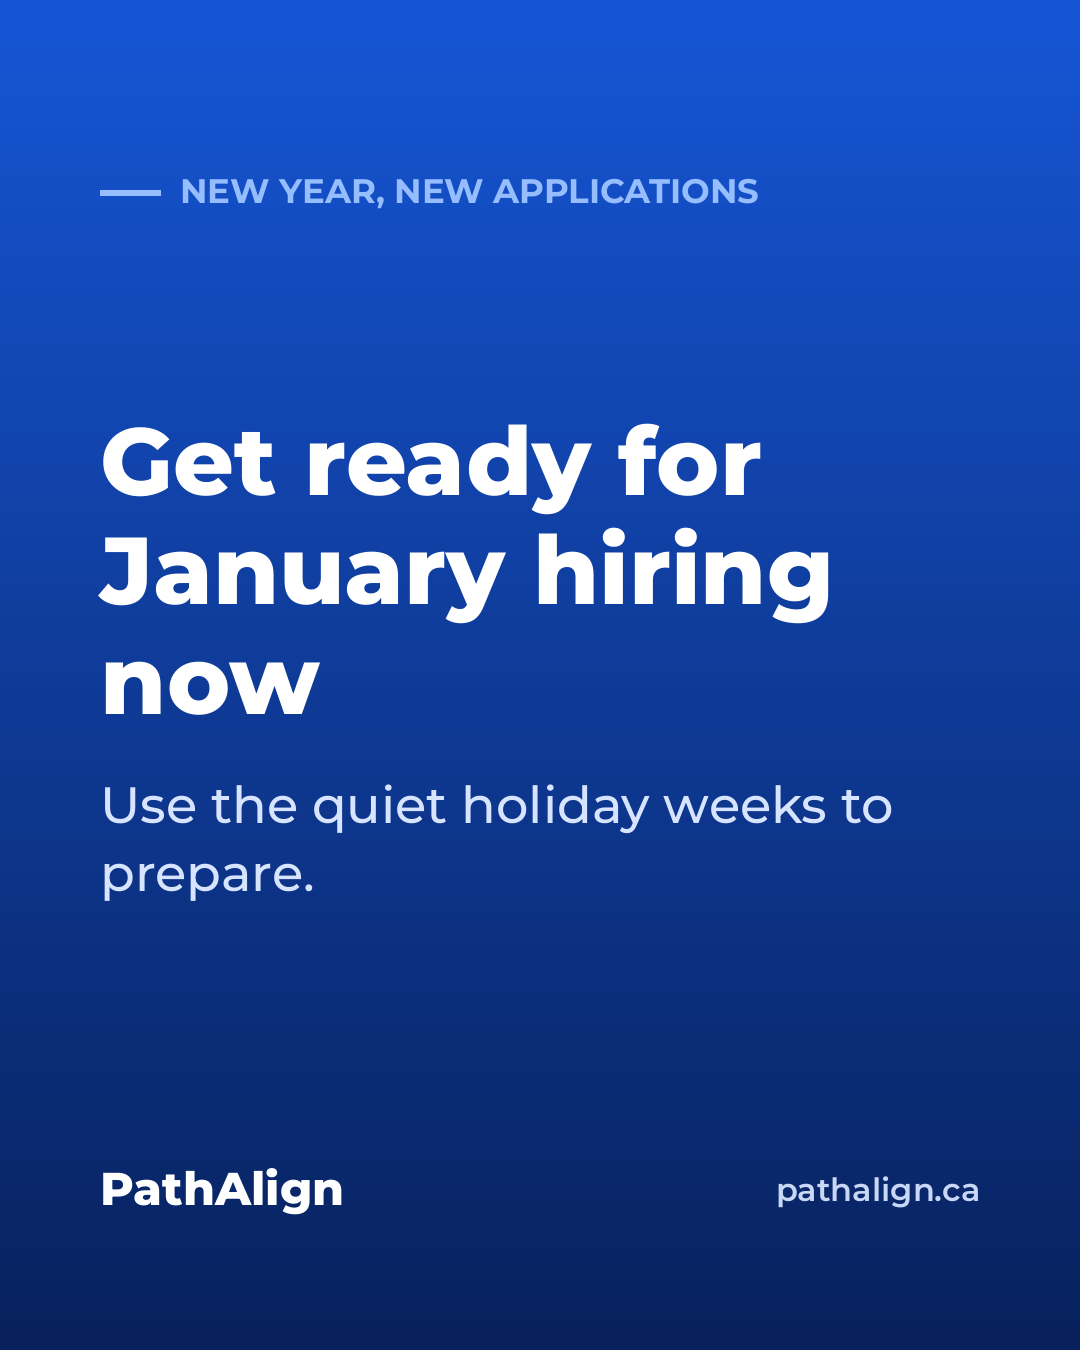 NEW YEAR, NEW APPLICATIONS
Get ready for
January hiring
now
Use the quiet holiday weeks to
prepare.
PathAlign
pathalign.ca